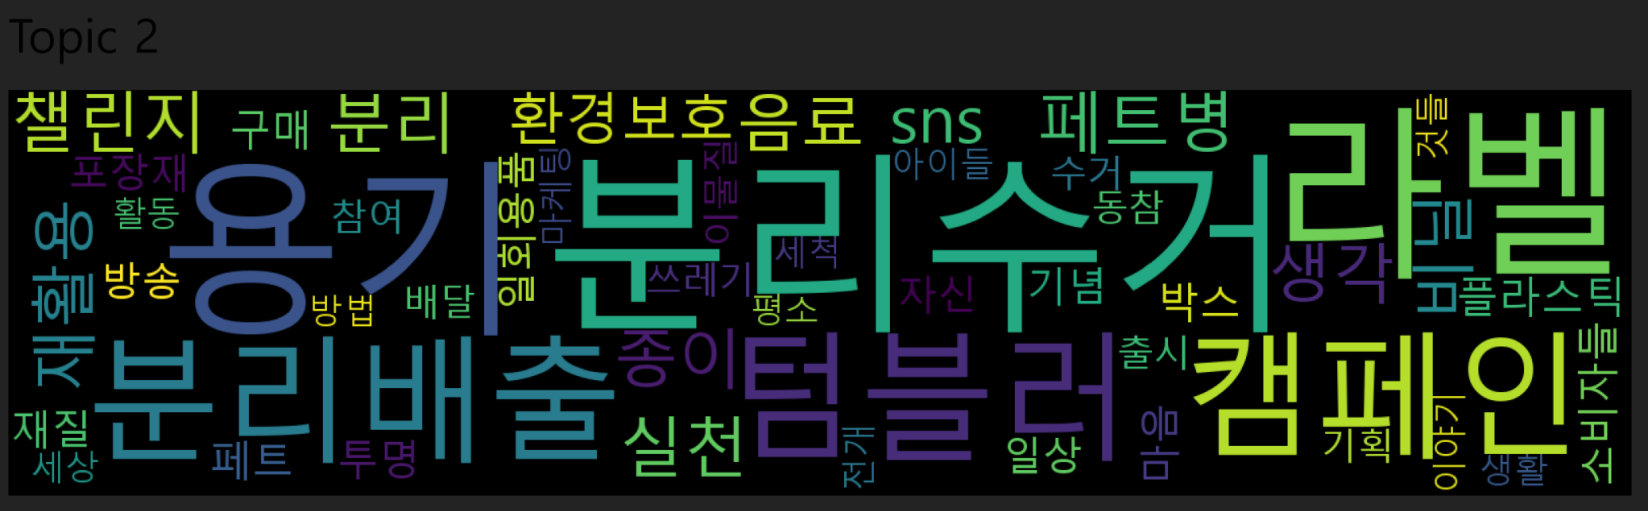 Topic 2
챌린지
구매
분리
환경보호
음료
sns
페트병
것들
라벨
포장재
활동
참여
용기
일회용품
마케팅
분리수거
이물질
아이들
수거
동참
비닐
재활용
방송
방법
배달
쓰레기
세척
평소
자신
기념
생각
박스
플라스틱
분리배출
종이
텀블러
출시
캠페인
소비자들
재질
세상
페트
투명
실천
전개
일상
마음
기획
이야기
생활